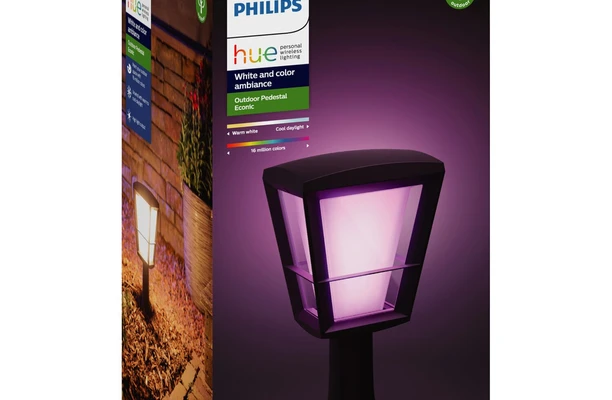 PHILIPS
hue personal
wireless
lighting
White and color
ambiance
Outdoor Pedestal
Econic
Warm white Cool daylight
16 million colors
outdoor